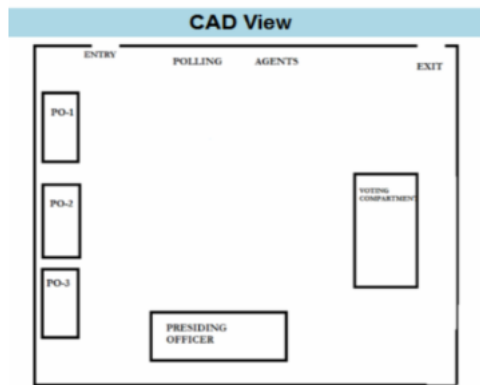 CAD View
ENTRY
POLLING AGENTS
EXIT
PO-1
PO-2
VOTING
COMPARTMENT
PO-3
PRESIDING
OFFICER